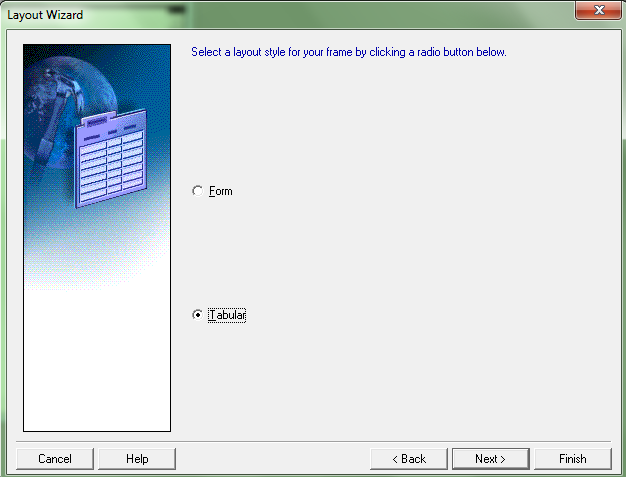 Layout Wizard
Select a layout style for your frame by clicking a radio button below.
Form
Tabular
Cancel Help < Back Next > Finish